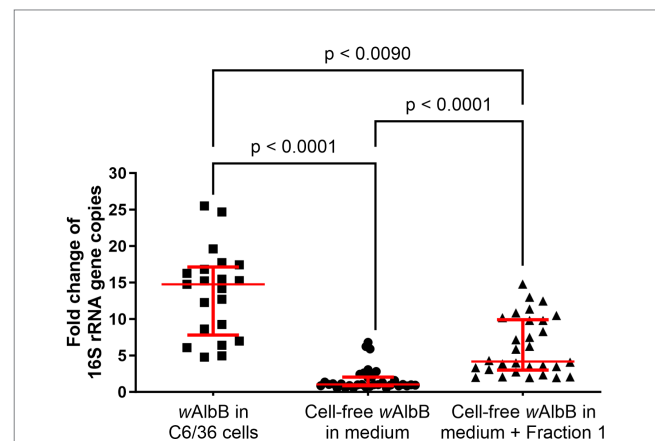 p < 0.0090
p < 0.0001
p < 0.0001
Fold change of
16S rRNA gene copies
30
25
20
15
10
5
0
wAlbB in
C6/36 cells
Cell-free wAlbB
in medium
Cell-free wAlbB in
medium + Fraction 1